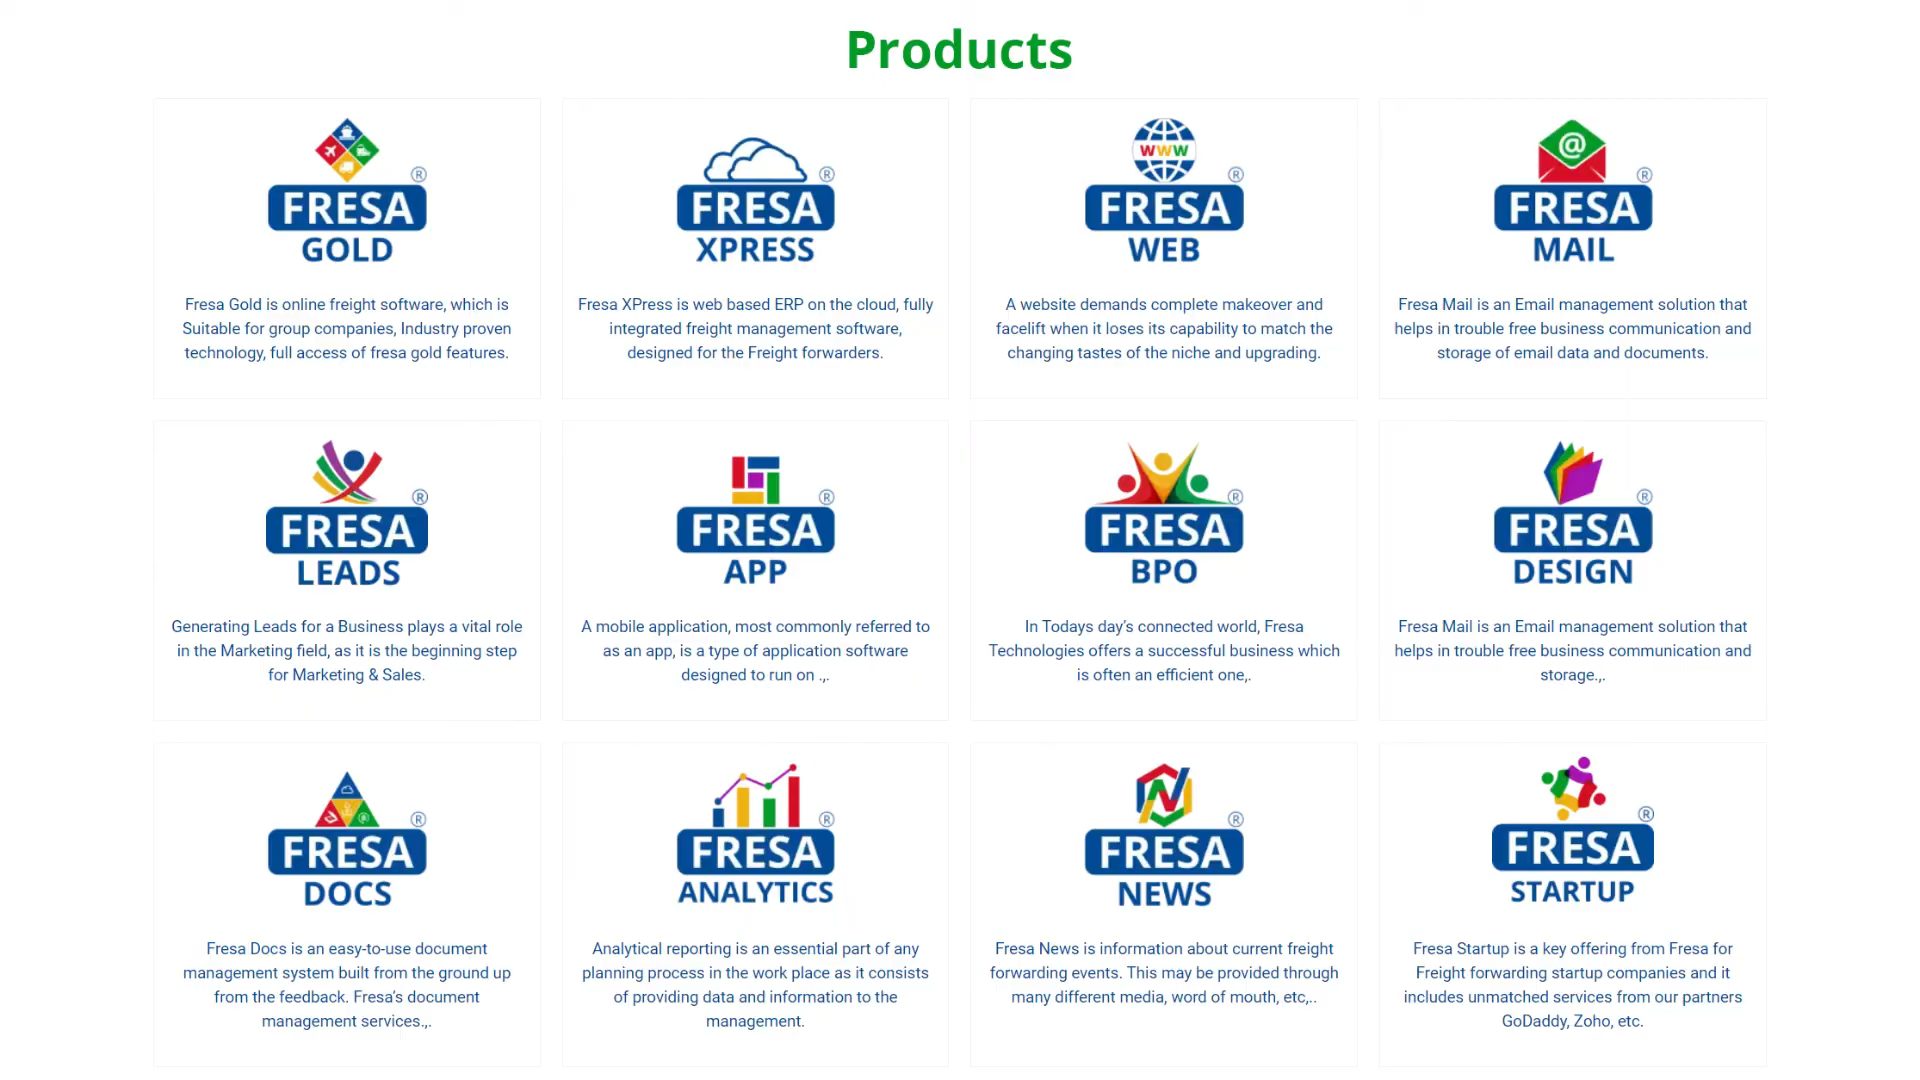 Products
®
FRESA
GOLD
Fresa Gold is online freight software, which is
Suitable for group companies, Industry proven
technology, full access of fresa gold features.
®
FRESA
XPRESS
Fresa XPress is web based ERP on the cloud, fully
integrated freight management software,
designed for the Freight forwarders.
WWW
®
FRESA
WEB
A website demands complete makeover and
facelift when it loses its capability to match the
changing tastes of the niche and upgrading.
@
®
FRESA
MAIL
Fresa Mail is an Email management solution that
helps in trouble free business communication and
storage of email data and documents.
®
FRESA
LEADS
Generating Leads for a Business plays a vital role
in the Marketing field, as it is the beginning step
for Marketing & Sales.
®
FRESA
APP
A mobile application, most commonly referred to
as an app, is a type of application software
designed to run on .,.
®
FRESA
BPO
In Todays day’s connected world, Fresa
Technologies offers a successful business which
is often an efficient one,.
®
FRESA
DESIGN
Fresa Mail is an Email management solution that
helps in trouble free business communication and
storage.,.
®
FRESA
DOCS
Fresa Docs is an easy-to-use document
management system built from the ground up
from the feedback. Fresa’s document
management services.,.
®
FRESA
ANALYTICS
Analytical reporting is an essential part of any
planning process in the work place as it consists
of providing data and information to the
management.
N
®
FRESA
NEWS
Fresa News is information about current freight
forwarding events. This may be provided through
many different media, word of mouth, etc,..
®
FRESA
STARTUP
Fresa Startup is a key offering from Fresa for
Freight forwarding startup companies and it
includes unmatched services from our partners
GoDaddy, Zoho, etc.